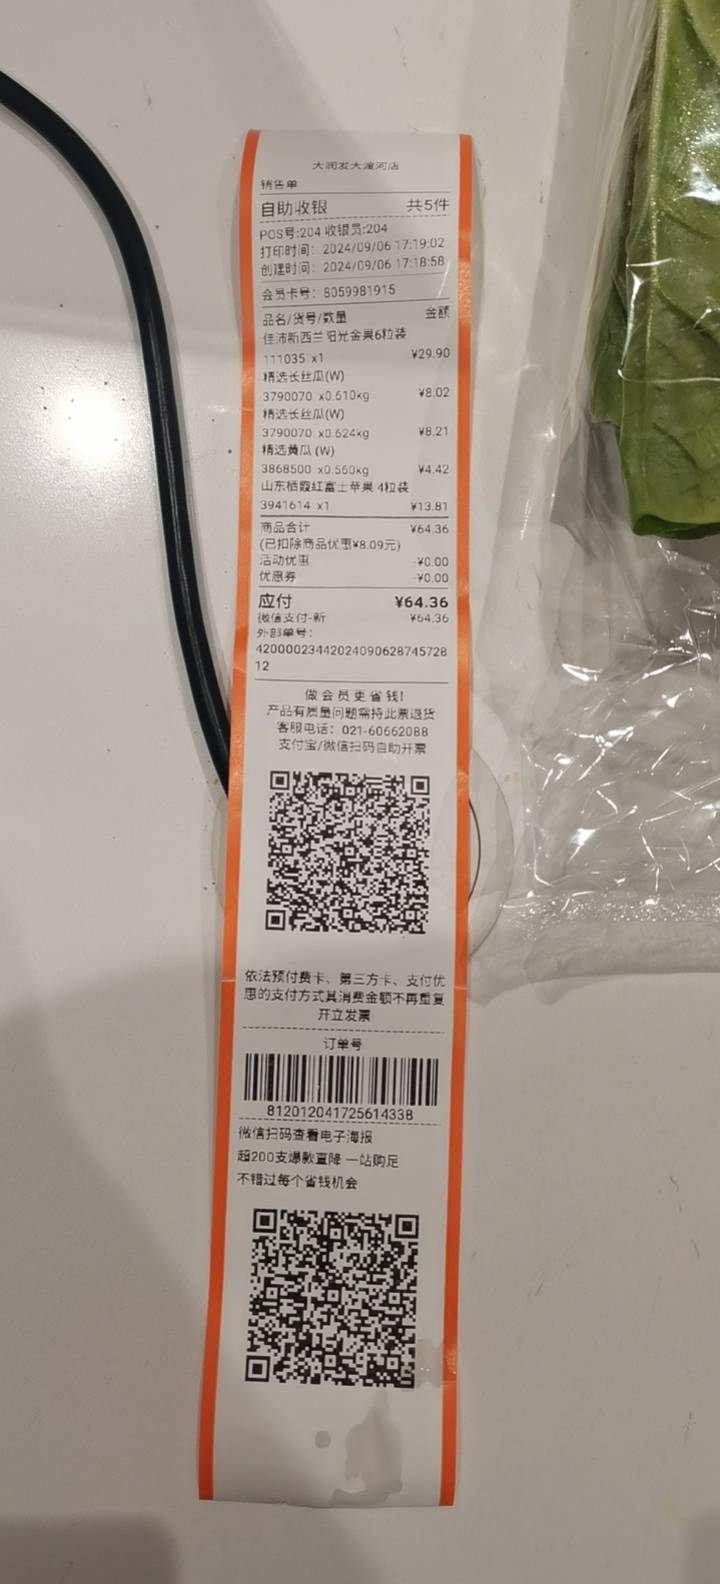 大润发大渡河店
销售单
自助收银 共5件
POS号:204 收银员:204
打印时间: 2024/09/06 17:19:02
创建时间: 2024/09/06 17:18:58
会员卡号: 8059981915
品名/货号/数量 金额
佳沛新西兰阳光金果6粒装
111035 x1 ¥29.90
精选长丝瓜(W)
3790070 x0.610kg ¥8.02
精选长丝瓜(W)
3790070 x0.624kg ¥8.21
精选黄瓜(W)
3868500 x0.560kg ¥4.42
山东栖霞红富士苹果 4粒装
3941614 x1 ¥13.81
商品合计 ¥64.36
(已扣除商品优惠¥8.09元)
活动优惠 -¥0.00
优惠券 -¥0.00
应付 ¥64.36
微信支付-新 ¥64.36
外部单号:
42000023442024090628745728
12
做会员更省钱!
产品有质量问题需持此票退货
客服电话: 021-60662088
支付宝/微信扫码自助开票
依法预付费卡、第三方卡、支付优
惠的支付方式其消费金额不再重复
开立发票
订单号
812012041725614338
微信扫码查看电子海报
超200支爆款直降 一站购足
不错过每个省钱机会